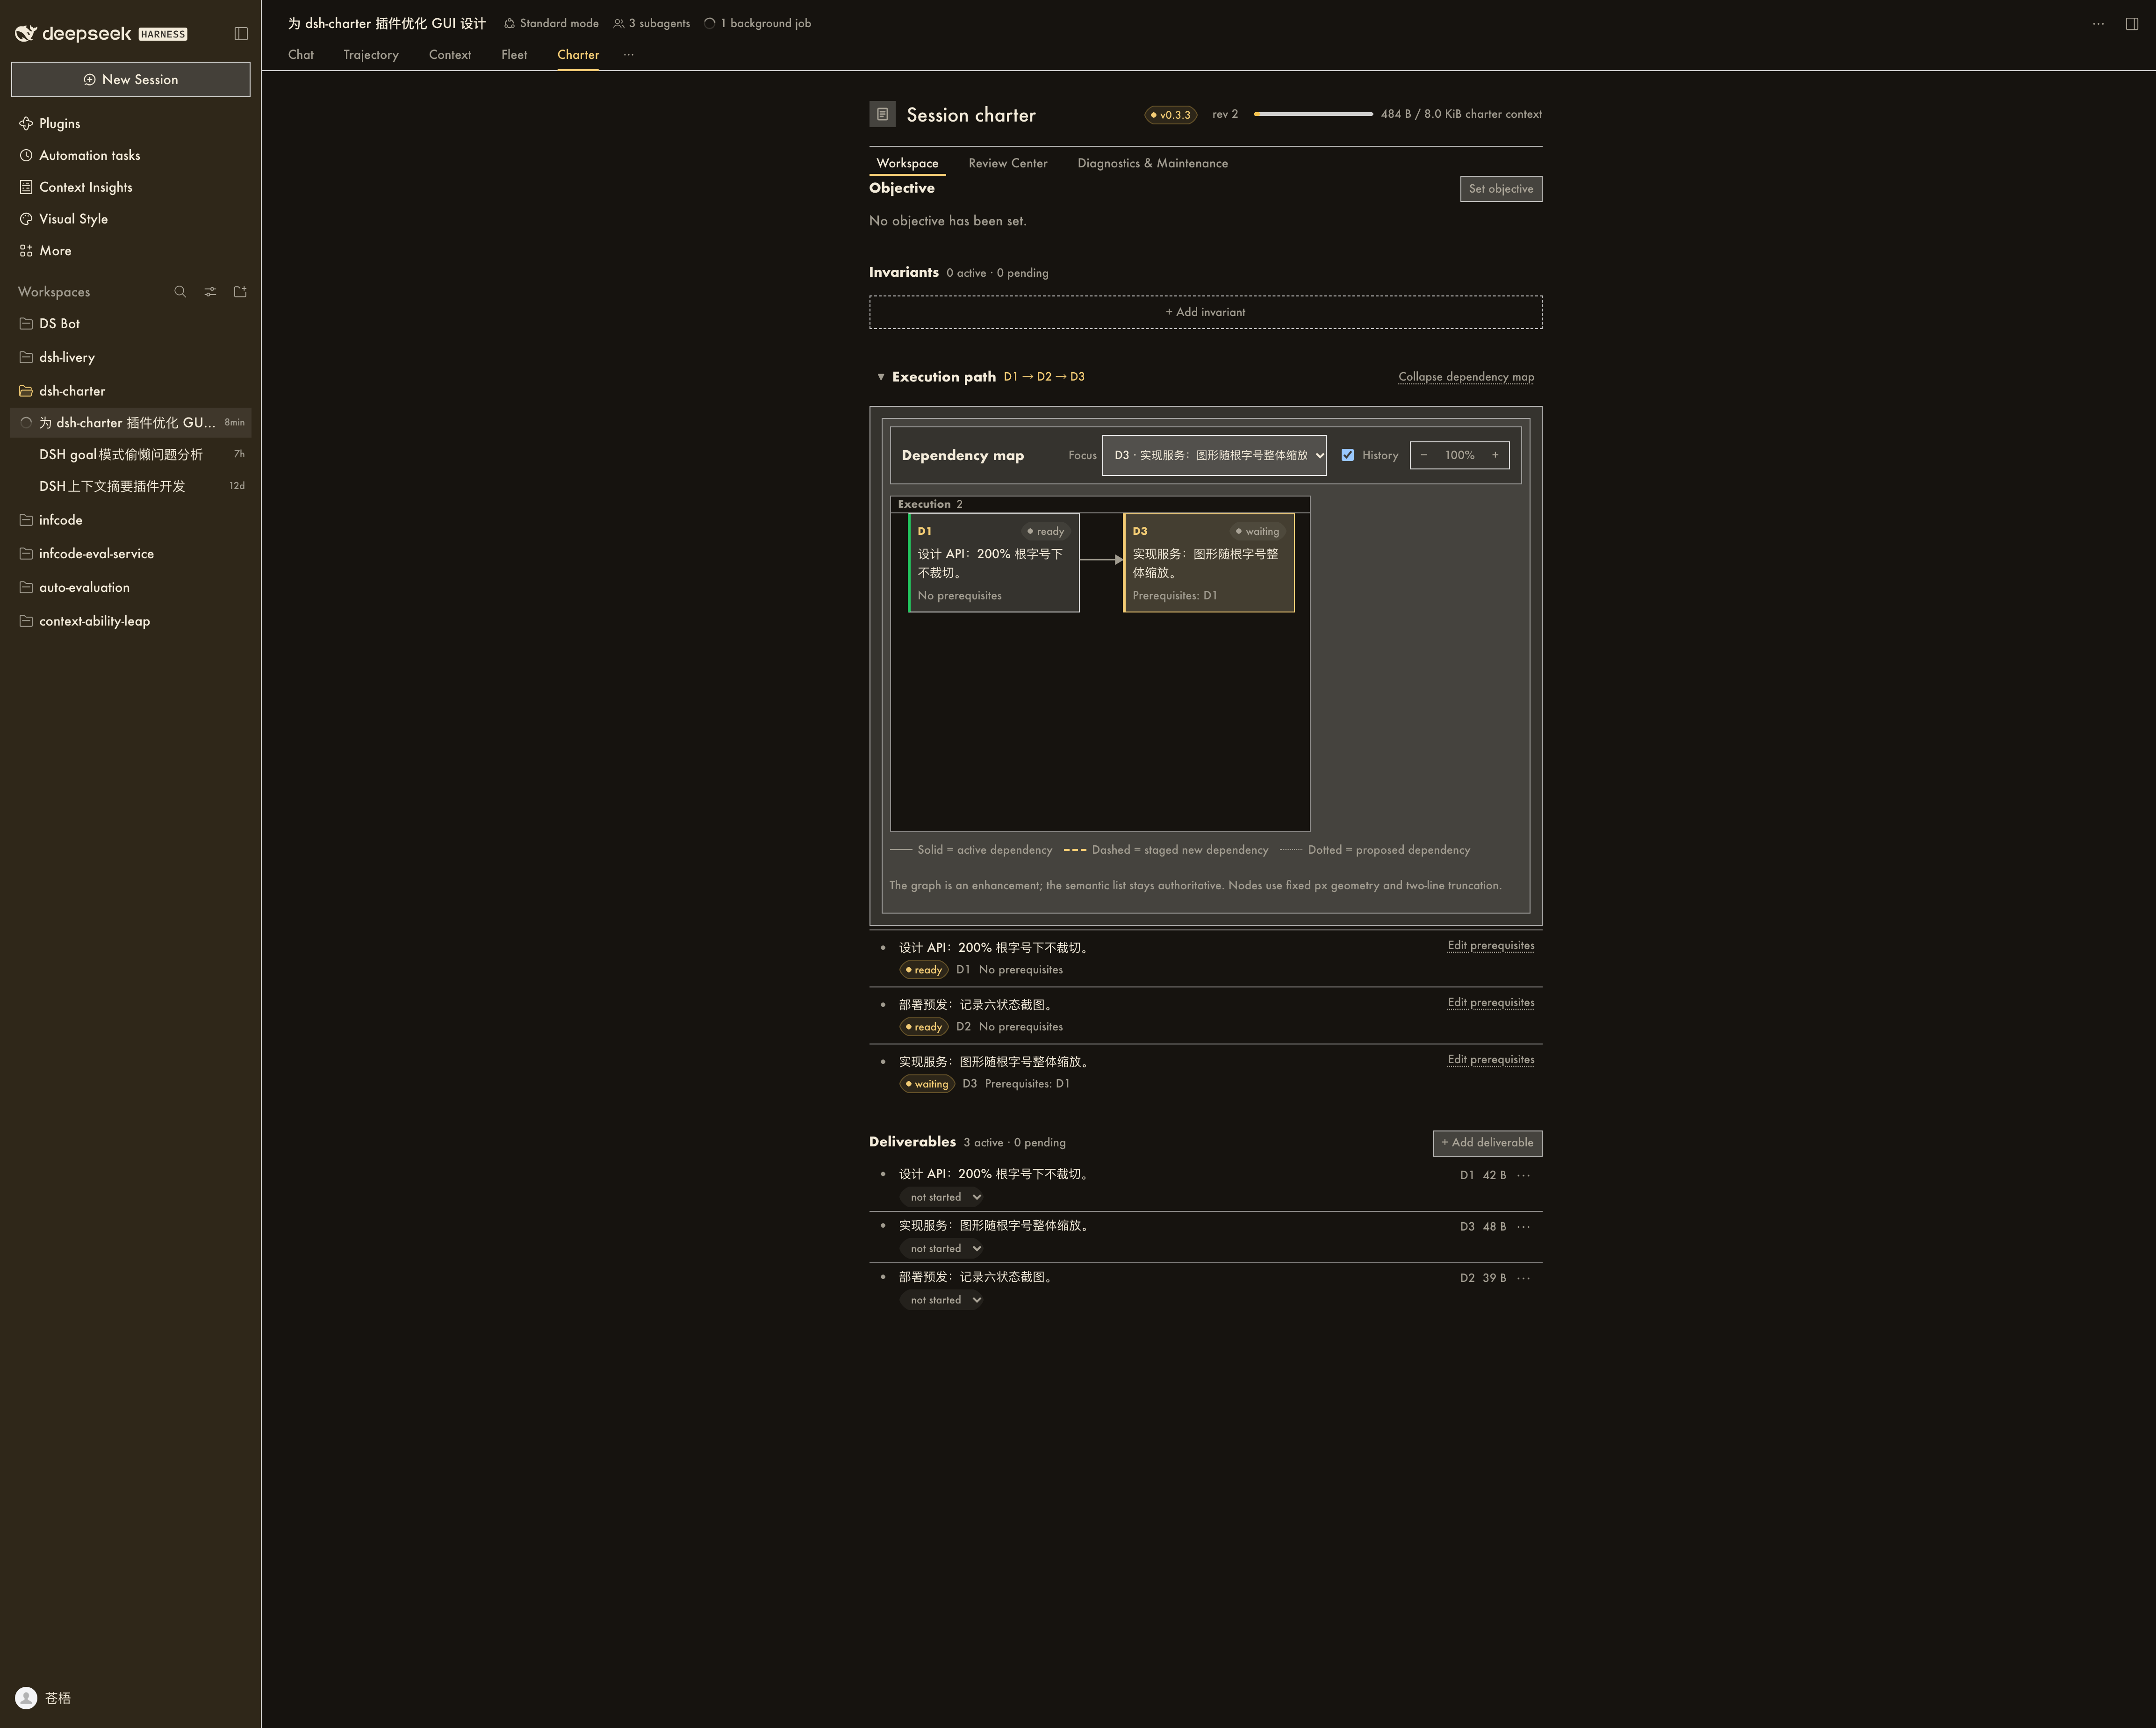 deepseek HARNESS
New Session
Plugins
Automation tasks
Context Insights
Visual Style
More
Workspaces
DS Bot
dsh-livery
dsh-charter
为 dsh-charter 插件优化 GU... 8min
DSH goal模式偷懒问题分析 7h
DSH上下文摘要插件开发 12d
infcode
infcode-eval-service
auto-evaluation
context-ability-leap
苍梧
为 dsh-charter 插件优化 GUI 设计 Standard mode 3 subagents 1 background job
Chat Trajectory Context Fleet Charter ...
Session charter v0.3.3 rev 2 484 B / 8.0 KiB charter context
Workspace Review Center Diagnostics & Maintenance
Objective Set objective
No objective has been set.
Invariants 0 active · 0 pending
+ Add invariant
▼ Execution path D1 → D2 → D3 Collapse dependency map
Dependency map Focus D3 · 实现服务：图形随根字号整体缩放 History − 100% +
Execution 2
D1 ready
设计 API：200% 根字号下
不裁切。
No prerequisites
D3 waiting
实现服务：图形随根字号整
体缩放。
Prerequisites: D1
Solid = active dependency Dashed = staged new dependency Dotted = proposed dependency
The graph is an enhancement; the semantic list stays authoritative. Nodes use fixed px geometry and two-line truncation.
设计 API：200% 根字号下不裁切。 Edit prerequisites
ready D1 No prerequisites
部署预发：记录六状态截图。 Edit prerequisites
ready D2 No prerequisites
实现服务：图形随根字号整体缩放。 Edit prerequisites
waiting D3 Prerequisites: D1
Deliverables 3 active · 0 pending + Add deliverable
设计 API：200% 根字号下不裁切。 D1 42 B ...
not started
实现服务：图形随根字号整体缩放。 D3 48 B ...
not started
部署预发：记录六状态截图。 D2 39 B ...
not started